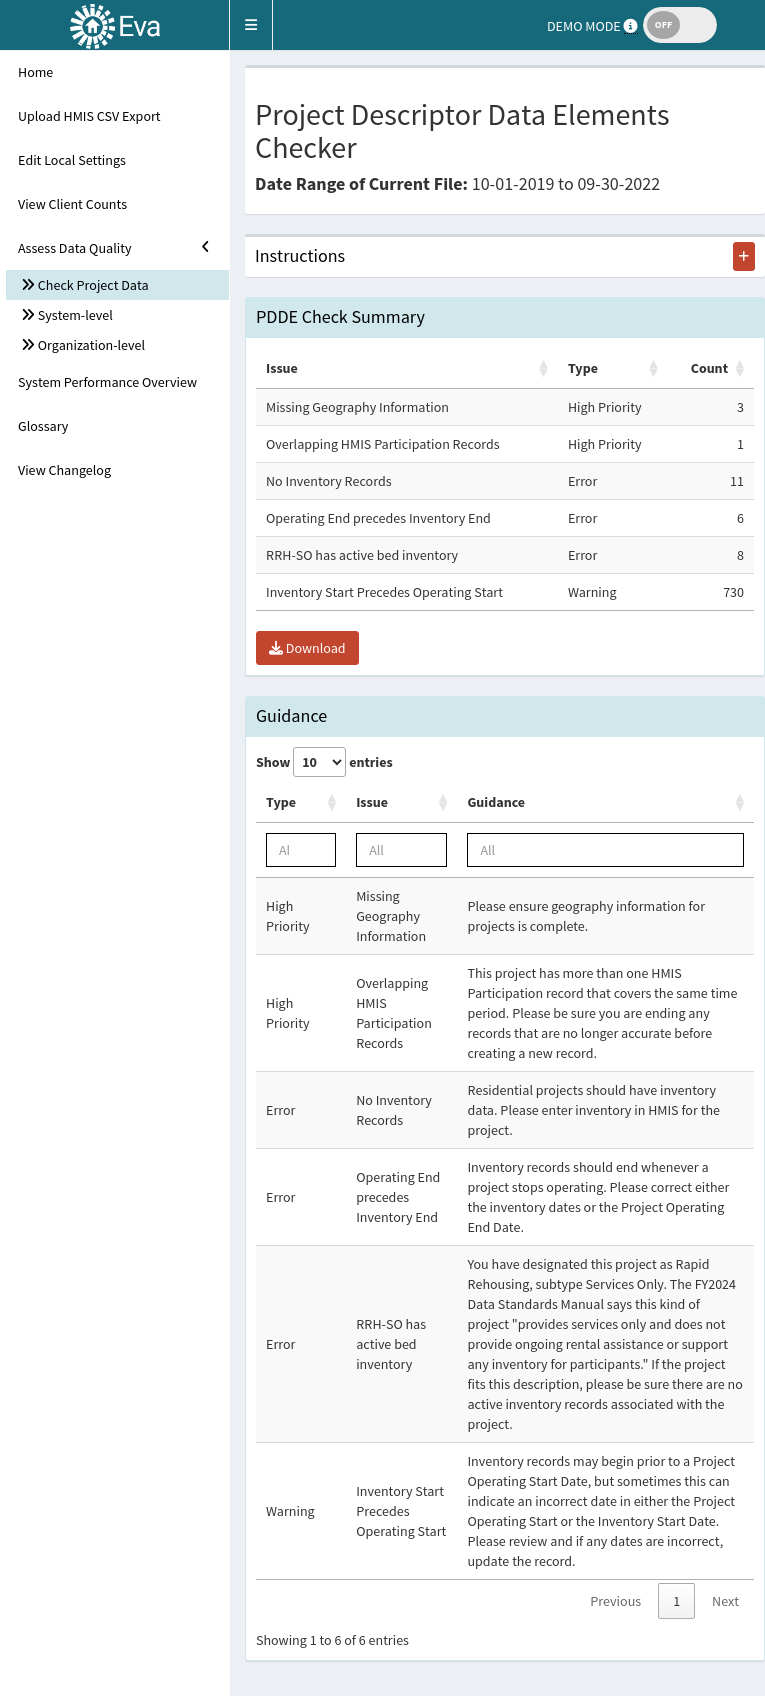 Eva
DEMO MODE
OFF
Home
Upload HMIS CSV Export
Edit Local Settings
View Client Counts
Assess Data Quality
Check Project Data
System-level
Organization-level
System Performance Overview
Glossary
View Changelog
Project Descriptor Data Elements
Checker
Date Range of Current File: 10-01-2019 to 09-30-2022
Instructions
PDDE Check Summary
Issue Type Count
Missing Geography Information High Priority 3
Overlapping HMIS Participation Records High Priority 1
No Inventory Records Error 11
Operating End precedes Inventory End Error 6
RRH-SO has active bed inventory Error 8
Inventory Start Precedes Operating Start Warning 730
Download
Guidance
Show 10 entries
Type Issue Guidance
All All
High
Priority
Missing
Geography
Information
Please ensure geography information for
projects is complete.
High
Priority
Overlapping
HMIS
Participation
Records
This project has more than one HMIS
Participation record that covers the same time
period. Please be sure you are ending any
records that are no longer accurate before
creating a new record.
Error
No Inventory
Records
Residential projects should have inventory
data. Please enter inventory in HMIS for the
project.
Error
Operating End
precedes
Inventory End
Inventory records should end whenever a
project stops operating. Please correct either
the inventory dates or the Project Operating
End Date.
Error
RRH-SO has
active bed
inventory
You have designated this project as Rapid
Rehousing, subtype Services Only. The FY2024
Data Standards Manual says this kind of
project "provides services only and does not
provide ongoing rental assistance or support
any inventory for participants." If the project
fits this description, please be sure there are no
active inventory records associated with the
project.
Warning
Inventory Start
Precedes
Operating Start
Inventory records may begin prior to a Project
Operating Start Date, but sometimes this can
indicate an incorrect date in either the Project
Operating Start or the Inventory Start Date.
Please review and if any dates are incorrect,
update the record.
Previous 1 Next
Showing 1 to 6 of 6 entries